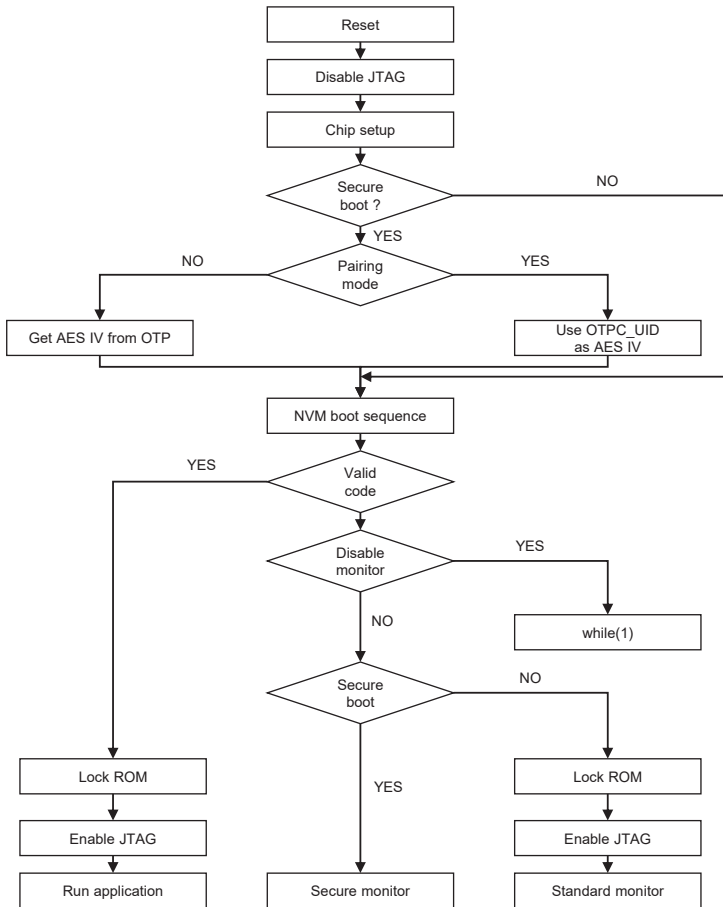 Reset
Disable JTAG
Chip setup
Secure
boot ?
NO
YES
Pairing
mode
NO
YES
Get AES IV from OTP
Use OTPC_UID
as AES IV
NVM boot sequence
YES
Valid
code
Disable
monitor
YES
NO
while(1)
Secure
boot
NO
YES
Lock ROM
Lock ROM
Enable JTAG
Enable JTAG
Run application
Secure monitor
Standard monitor